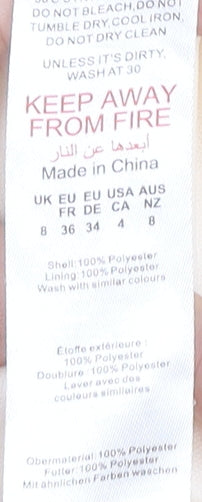 DO NOT BLEACH, DO NOT
TUMBLE DRY, COOL IRON,
DO NOT DRY CLEAN
UNLESS IT'S DIRTY,
WASH AT 30
KEEP AWAY
FROM FIRE
أبعدها عن النار
Made in China
UK EU EU USA AUS
FR DE CA NZ
8 36 34 4 8
Shell:100% Polyester
Lining:100% Polyester
Wash with similar colours
Étoffe extérieure :
100% Polyester
Doublure :100% Polyester
Laver avec des
couleurs similaires
Obermaterial:100% Polyester
Futter:100% Polyester
Mit ähnlichen Farben waschen